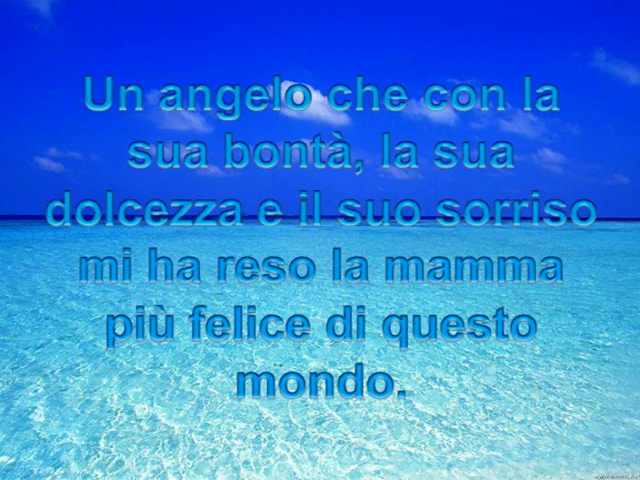 Un angelo che con la
sua bontà, la sua
dolcezza e il suo sorriso
mi ha reso la mamma
più felice di questo
mondo.